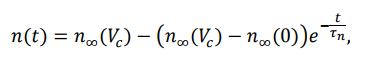 n(t) = n∞(Vc) − (n∞(Vc) − n∞(0))e^(−t/τn),